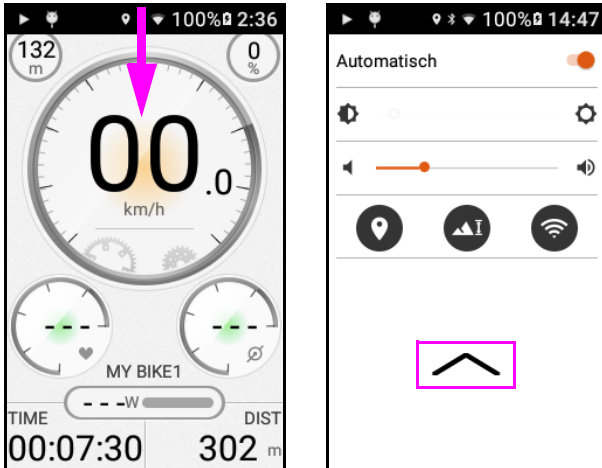 100% 2:36
132
m
0
%
00.0
km/h
---
---
MY BIKE1
---W
TIME
DIST
00:07:30
302 m
100% 14:47
Automatisch